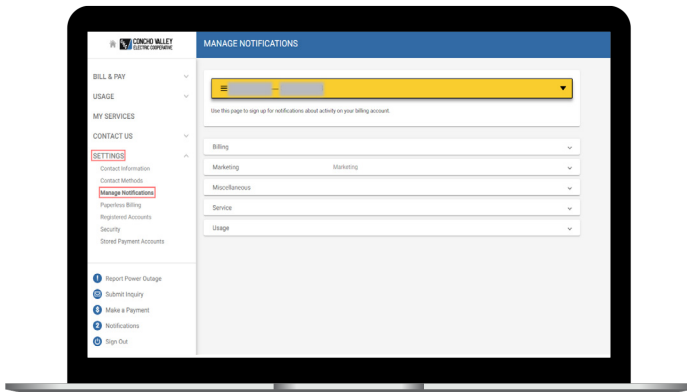 CONCHO VALLEY
ELECTRIC COOPERATIVE
MANAGE NOTIFICATIONS
BILL & PAY
USAGE
MY SERVICES
CONTACT US
SETTINGS
Contact Information
Contact Methods
Manage Notifications
Paperless Billing
Registered Accounts
Security
Stored Payment Accounts
Report Power Outage
Submit Inquiry
Make a Payment
Notifications
Sign Out
Use this page to sign up for notifications about activity on your billing account.
Billing
Marketing Marketing
Miscellaneous
Service
Usage